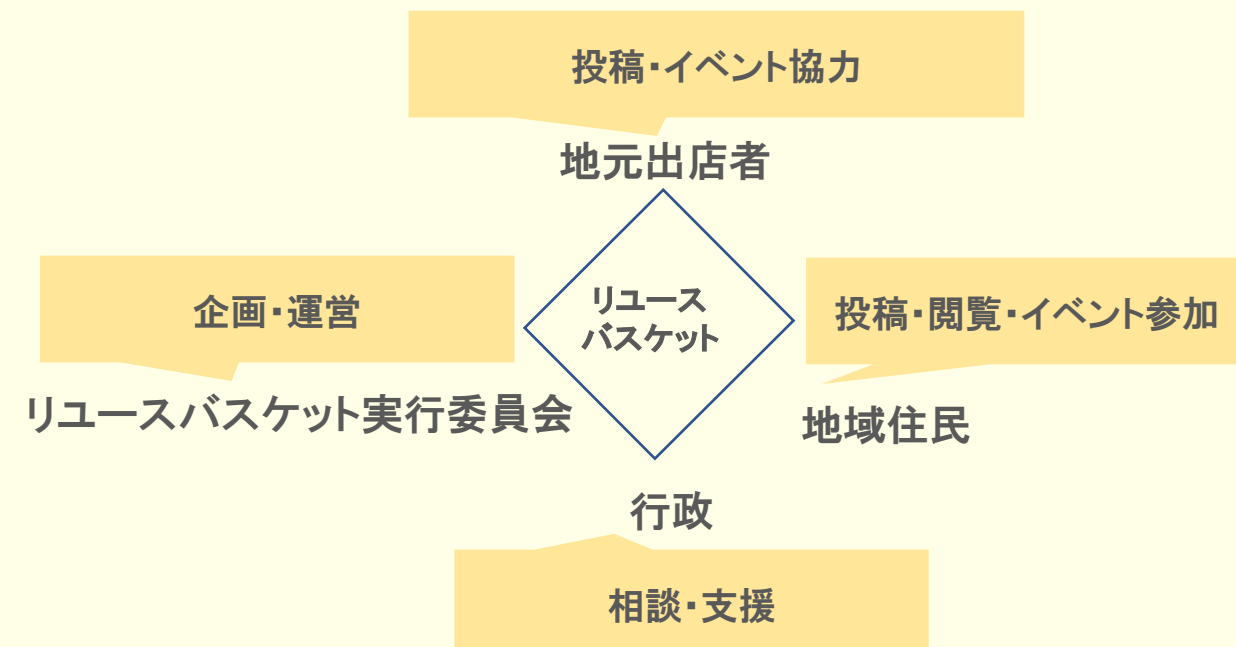 投稿・イベント協力
地元出店者
企画・運営
リユース
バスケット
投稿・閲覧・イベント参加
リユースバスケット実行委員会
地域住民
行政
相談・支援